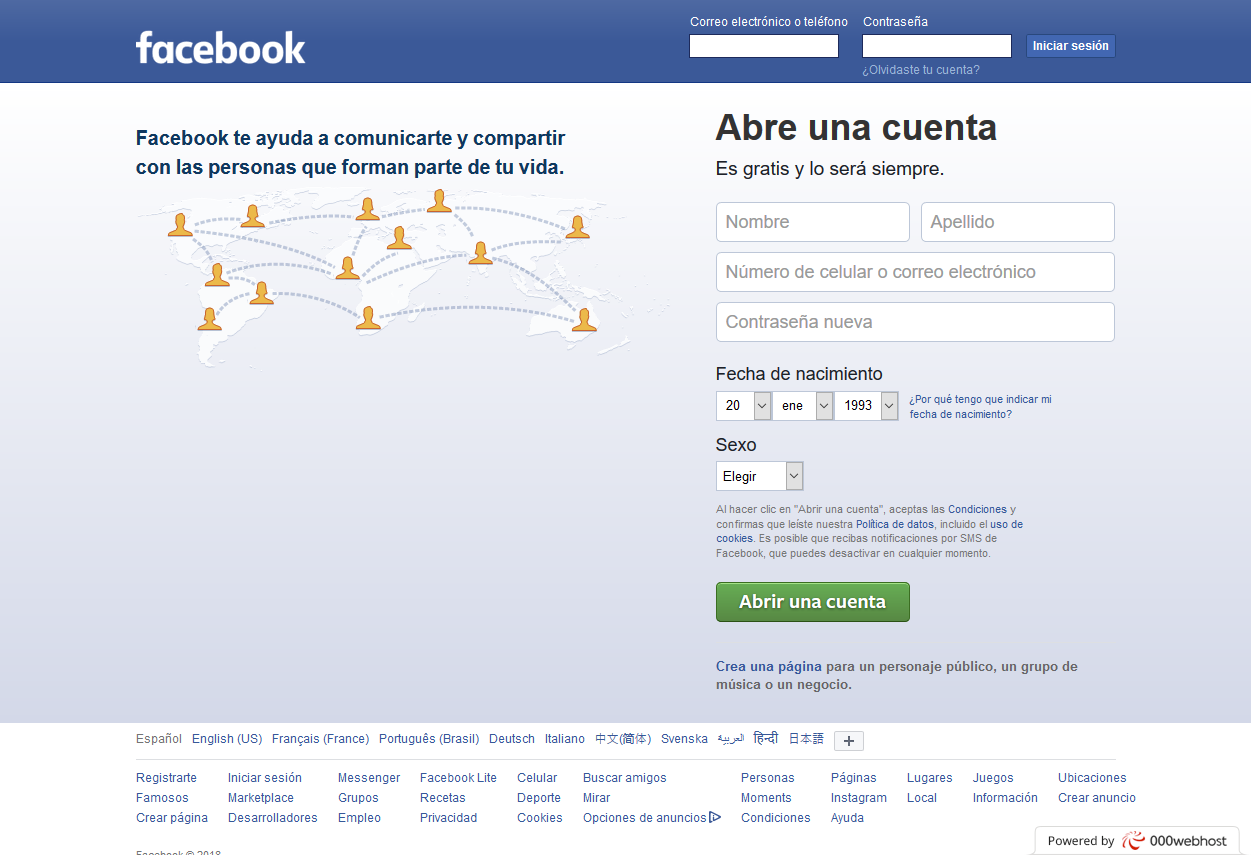 facebook
Correo electrónico o teléfono
Contraseña
Iniciar sesión
¿Olvidaste tu cuenta?
Facebook te ayuda a comunicarte y compartir
con las personas que forman parte de tu vida.
Abre una cuenta
Es gratis y lo será siempre.
Nombre
Apellido
Número de celular o correo electrónico
Contraseña nueva
Fecha de nacimiento
20 ene 1993
¿Por qué tengo que indicar mi
fecha de nacimiento?
Sexo
Elegir
Al hacer clic en "Abrir una cuenta", aceptas las Condiciones y
confirmas que leíste nuestra Política de datos, incluido el uso de
cookies. Es posible que recibas notificaciones por SMS de
Facebook, que puedes desactivar en cualquier momento.
Abrir una cuenta
Crea una página para un personaje público, un grupo de
música o un negocio.
Español English (US) Français (France) Português (Brasil) Deutsch Italiano 中文(简体) Svenska العربية हिन्दी 日本語 +
Registrarte Iniciar sesión Messenger Facebook Lite Celular Buscar amigos Personas Páginas Lugares Juegos Ubicaciones
Famosos Marketplace Grupos Recetas Deporte Mirar Moments Instagram Local Información Crear anuncio
Crear página Desarrolladores Empleo Privacidad Cookies Opciones de anuncios Condiciones Ayuda
Facebook © 2018
Powered by 000webhost